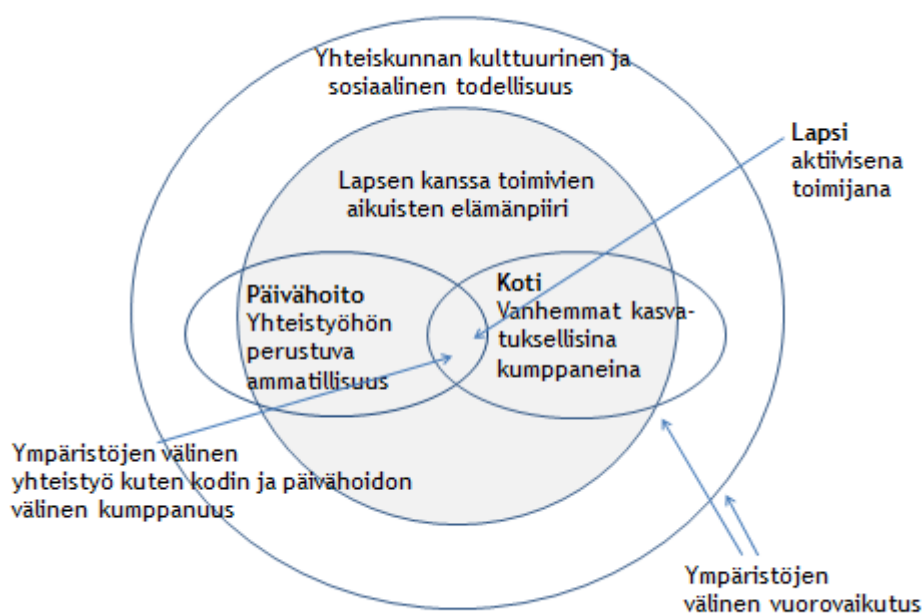 Yhteiskunnan kulttuurinen ja
sosiaalinen todellisuus
Lapsi
aktiivisena
toimijana
Lapsen kanssa toimivien
aikuisten elämänpiiri
Päivähoito
Yhteistyöhön
perustuva
ammatillisuus
Koti
Vanhemmat kasva-
tuksellisina
kumppaneina
Ympäristöjen välinen
yhteistyö kuten kodin ja päivähoidon
välinen kumppanuus
Ympäristöjen
välinen vuorovaikutus